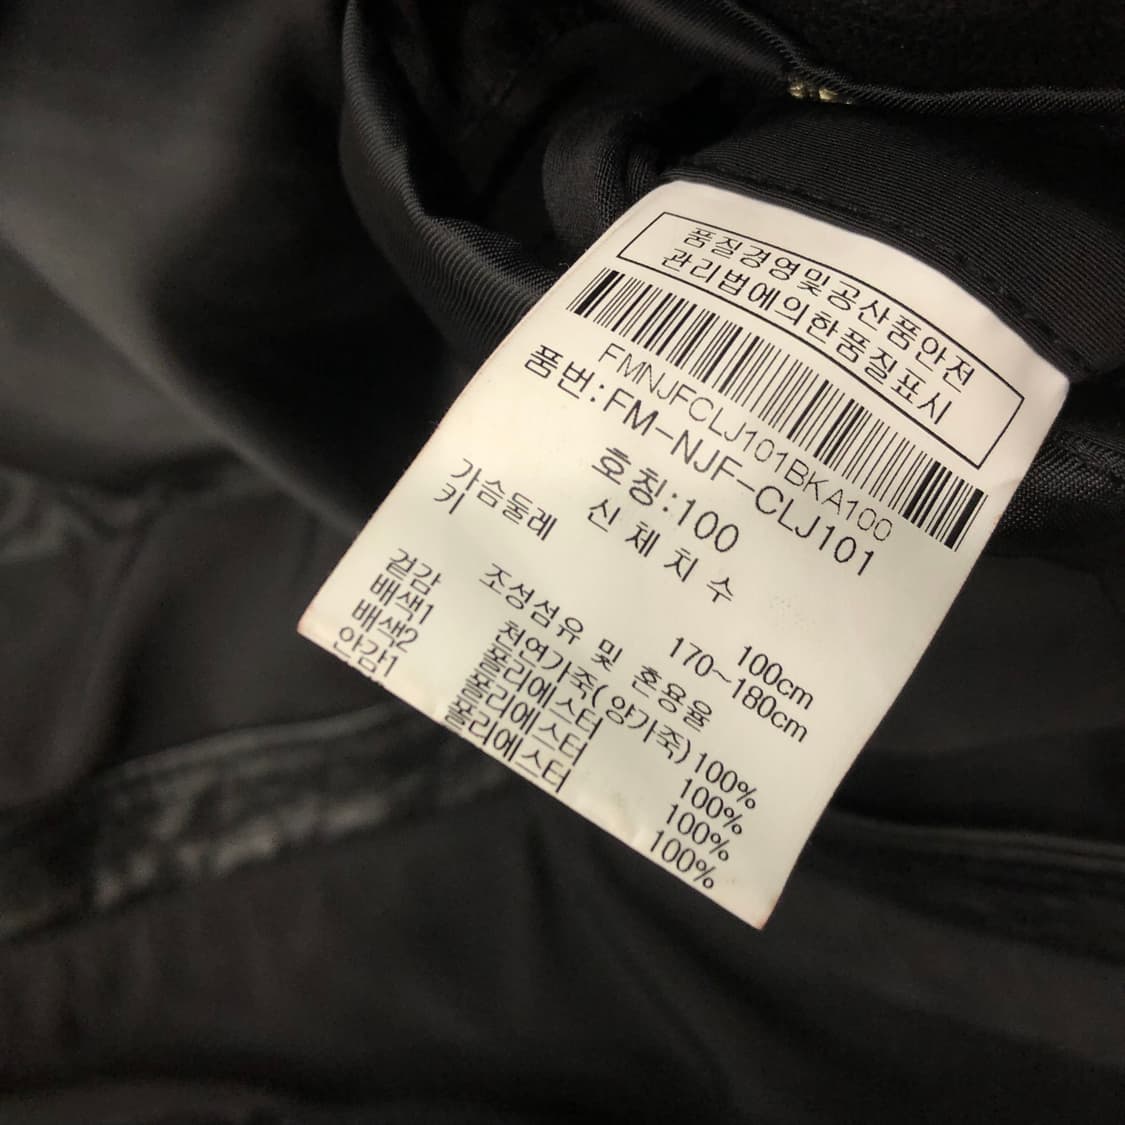 품질경영및공산품안전
관리법에의한품질표시
FMNJFCLJ101BKA100
품번:FM-NJF-CLJ101
호칭:100
신체치수
가슴둘레 100cm
키 170~180cm
조성섬유 및 혼용율
겉감 천연가죽(양가죽)100%
배색1 폴리에스터 100%
배색2 폴리에스터 100%
안감1 폴리에스터 100%